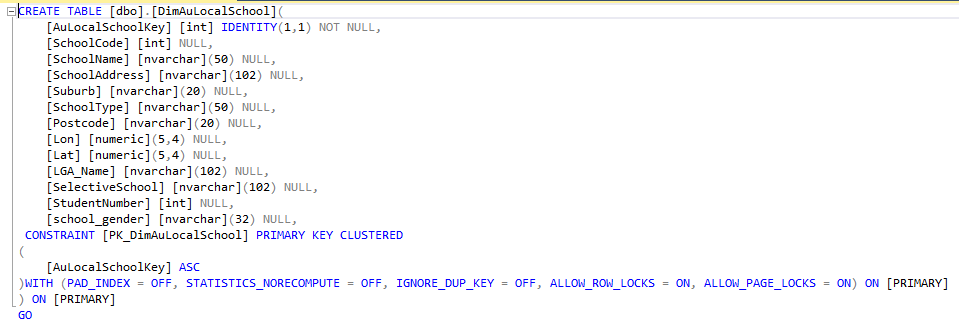 CREATE TABLE [dbo].[DimAuLocalSchool](
[AuLocalSchoolKey] [int] IDENTITY(1,1) NOT NULL,
[SchoolCode] [int] NULL,
[SchoolName] [nvarchar](50) NULL,
[SchoolAddress] [nvarchar](102) NULL,
[Suburb] [nvarchar](20) NULL,
[SchoolType] [nvarchar](50) NULL,
[Postcode] [nvarchar](20) NULL,
[Lon] [numeric](5,4) NULL,
[Lat] [numeric](5,4) NULL,
[LGA_Name] [nvarchar](102) NULL,
[SelectiveSchool] [nvarchar](102) NULL,
[StudentNumber] [int] NULL,
[school_gender] [nvarchar](32) NULL,
CONSTRAINT [PK_DimAuLocalSchool] PRIMARY KEY CLUSTERED
(
[AuLocalSchoolKey] ASC
)WITH (PAD_INDEX = OFF, STATISTICS_NORECOMPUTE = OFF, IGNORE_DUP_KEY = OFF, ALLOW_ROW_LOCKS = ON, ALLOW_PAGE_LOCKS = ON) ON [PRIMARY]
) ON [PRIMARY]
GO